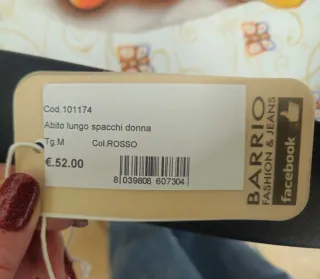 Cod.101174
Abito lungo spacchi donna
Tg.M Col.ROSSO
€.52.00
8 039808 607304
BARRIO
FASHION & JEANS
facebook